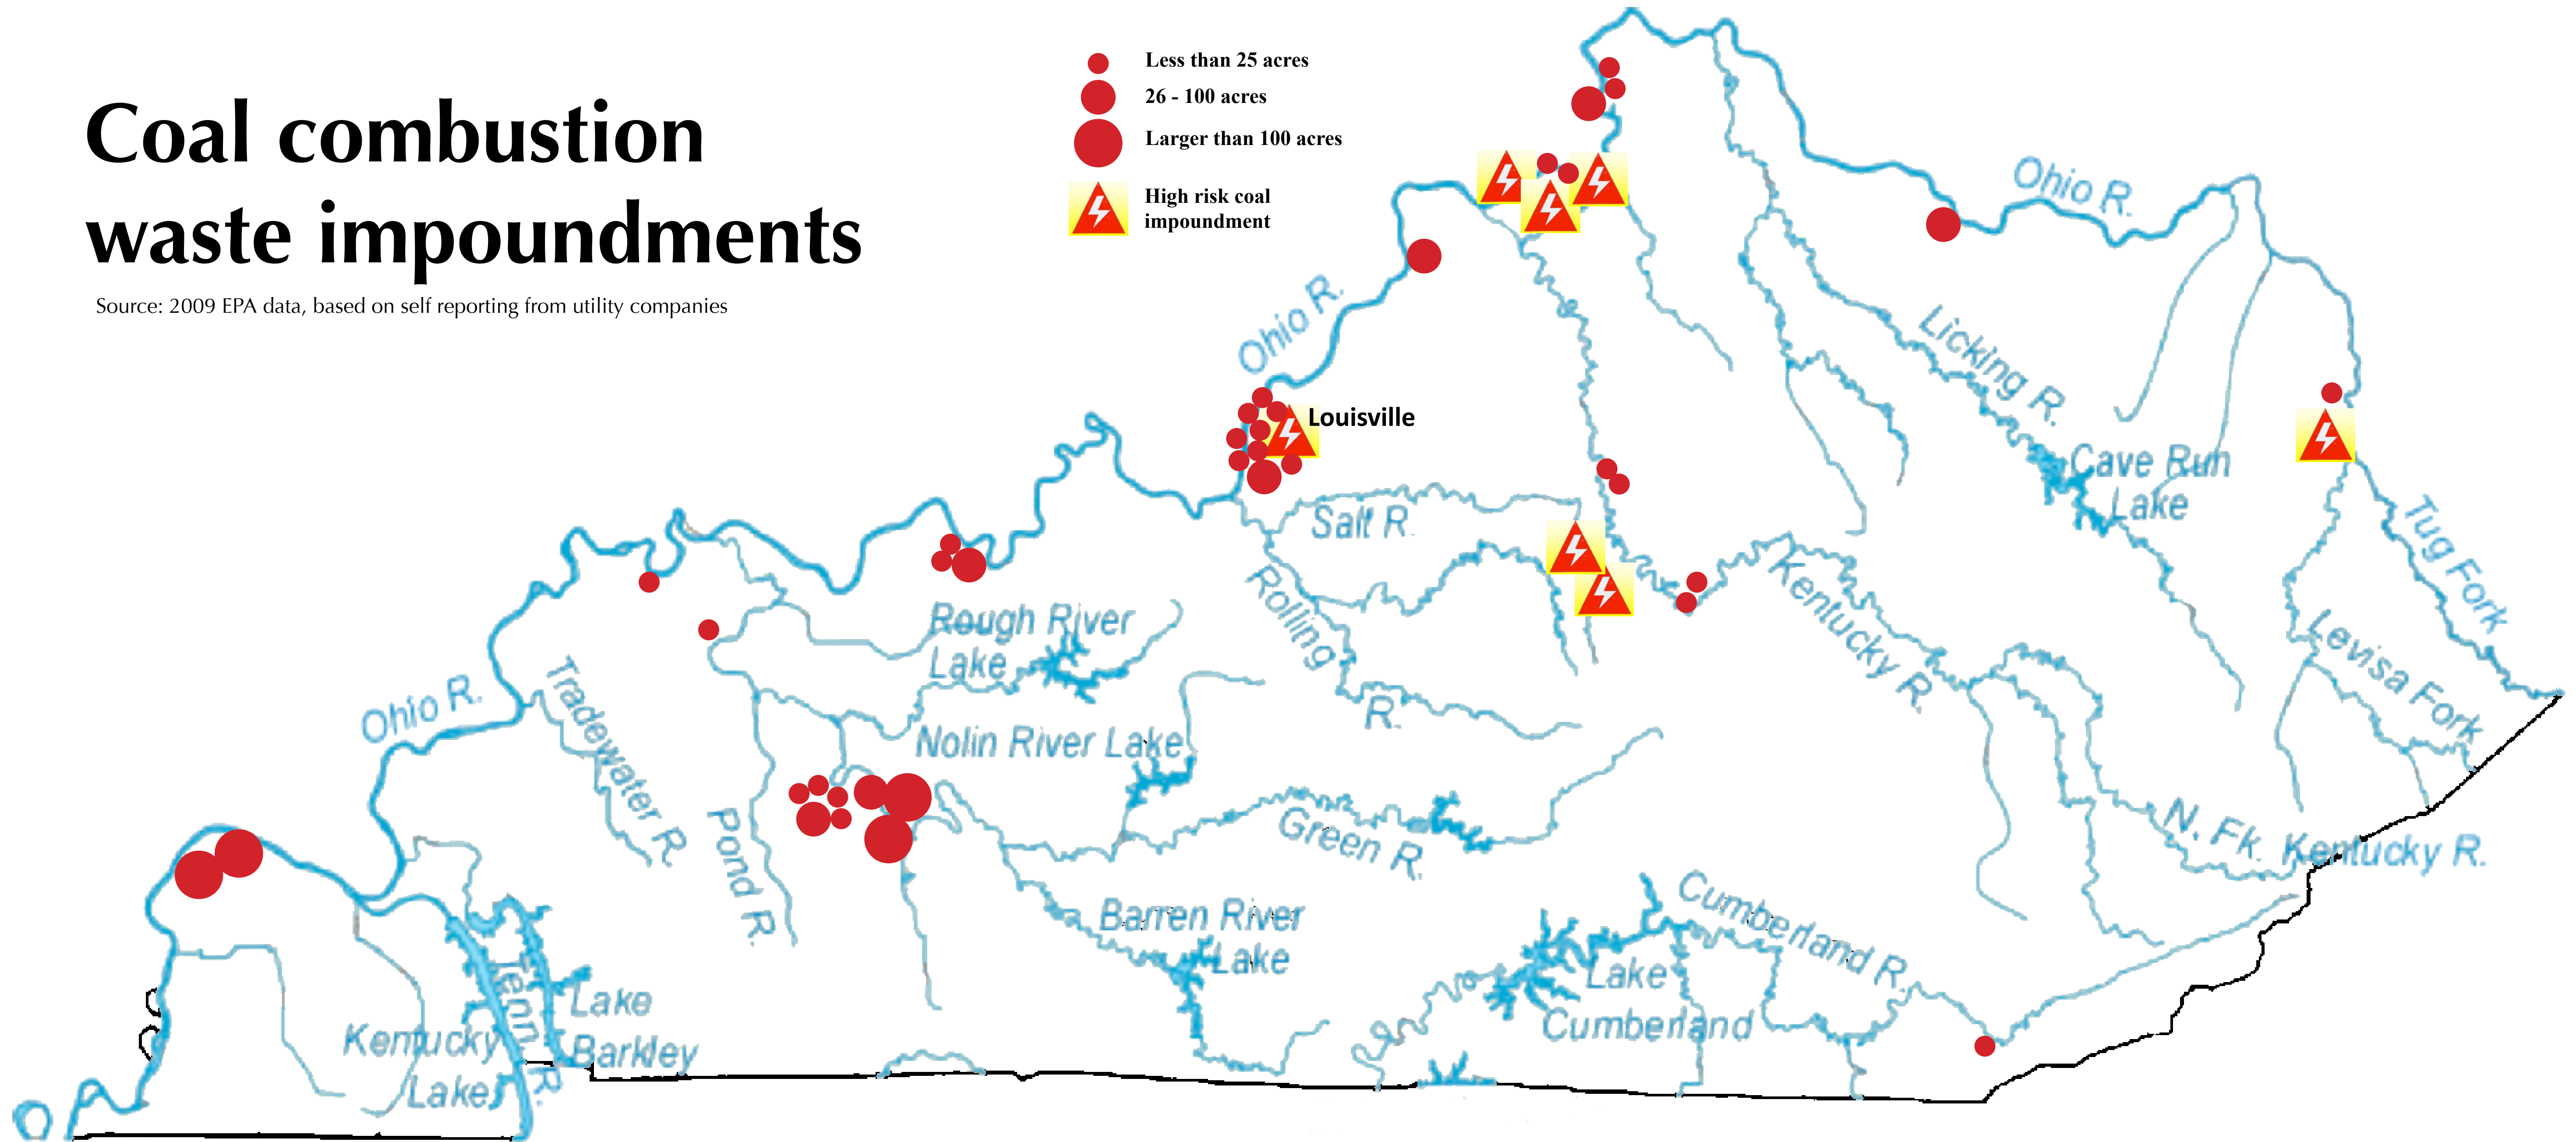 Coal combustion
waste impoundments
Source: 2009 EPA data, based on self reporting from utility companies
Less than 25 acres
26 - 100 acres
Larger than 100 acres
High risk coal
impoundment
Ohio R.
Ohio R.
Licking R.
Louisville
Cave Run
Lake
Salt R.
Tug Fork
Rolling
R.
Kentucky R.
Rough River
Lake
Levisa Fork
Ohio R.
Tradewater R.
Nolin River Lake
Pond R.
Green R.
N. Fk. Kentucky R.
Barren River
Lake
Cumberland R.
Lake
Cumberland
Tenn R.
Lake
Barkley
Kentucky
Lake